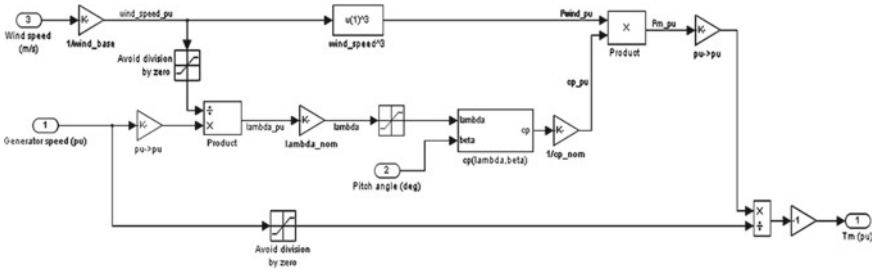 3
Wind speed
(m/s)
K-
1/wind_base
wind_speed_pu
u(1)^3
wind_speed^3
Pwind_pu
×
Product
Pm_pu
K-
pu->pu
Avoid division
by zero
cp_pu
1
Generator speed (pu)
K-
pu->pu
÷
×
Product
lambda_pu
K-
lambda_nom
lambda
lambda
beta
cp
cp(lambda,beta)
K-
1/cp_nom
2
Pitch angle (deg)
Avoid division
by zero
×
÷
-1
1
Tm (pu)